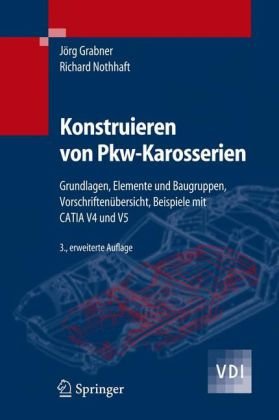 Jörg Grabner
Richard Nothhaft
Konstruieren
von Pkw-Karosserien
Grundlagen, Elemente und Baugruppen,
Vorschriftenübersicht, Beispiele mit
CATIA V4 und V5
3., erweiterte Auflage
Springer
VDI